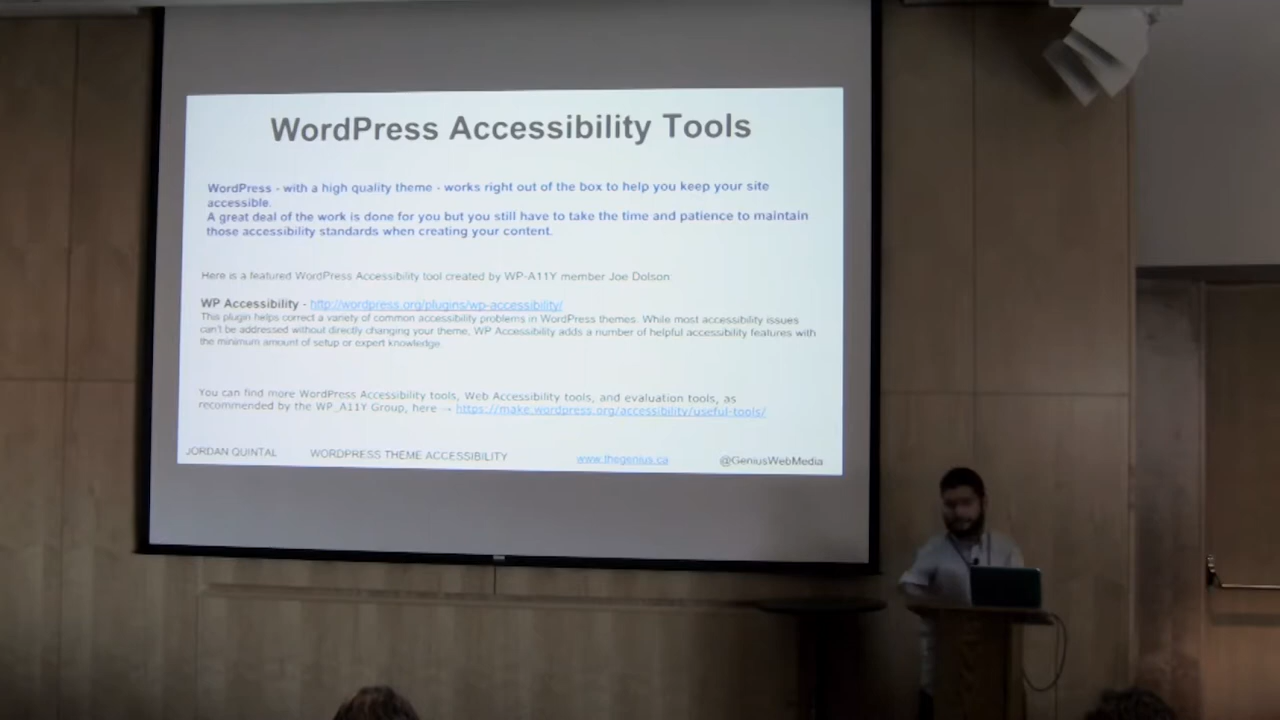 WordPress Accessibility Tools
WordPress - with a high quality theme - works right out of the box to help you keep your site
accessible.
A great deal of the work is done for you but you still have to take the time and patience to maintain
those accessibility standards when creating your content.
Here is a featured WordPress Accessibility tool created by WP-A11Y member Joe Dolson:
WP Accessibility - http://wordpress.org/plugins/wp-accessibility/
This plugin helps correct a variety of common accessibility problems in WordPress themes. While most accessibility issues
can't be addressed without directly changing your theme, WP Accessibility adds a number of helpful accessibility features with
the minimum amount of setup or expert knowledge.
You can find more WordPress Accessibility tools, Web Accessibility tools, and evaluation tools, as
recommended by the WP_A11Y Group, here → https://make.wordpress.org/accessibility/useful-tools/
JORDAN QUINTAL WORDPRESS THEME ACCESSIBILITY www.thegenius.ca @GeniusWebMedia